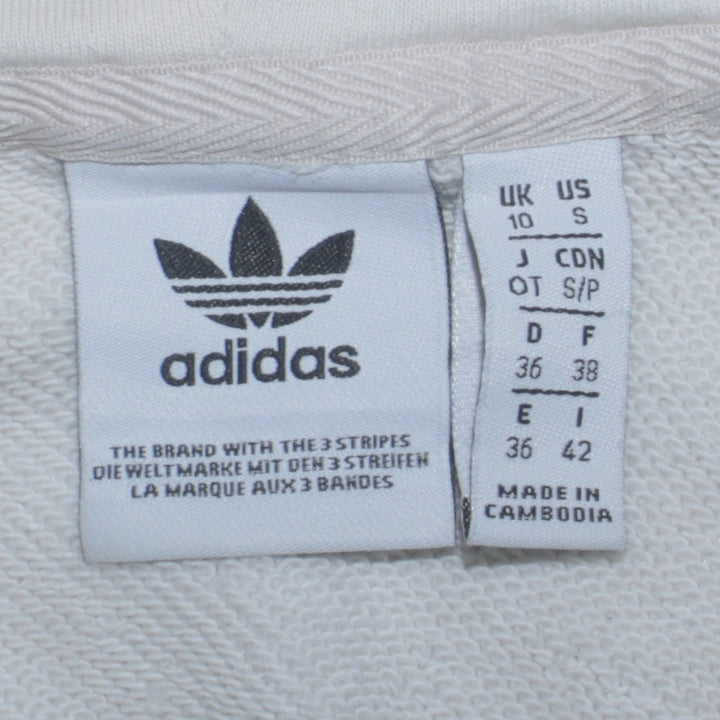 adidas
THE BRAND WITH THE 3 STRIPES
DIE WELTMARKE MIT DEN 3 STREIFEN
LA MARQUE AUX 3 BANDES
UK US
10 S
J CDN
OT S/P
D F
36 38
E I
36 42
MADE IN
CAMBODIA